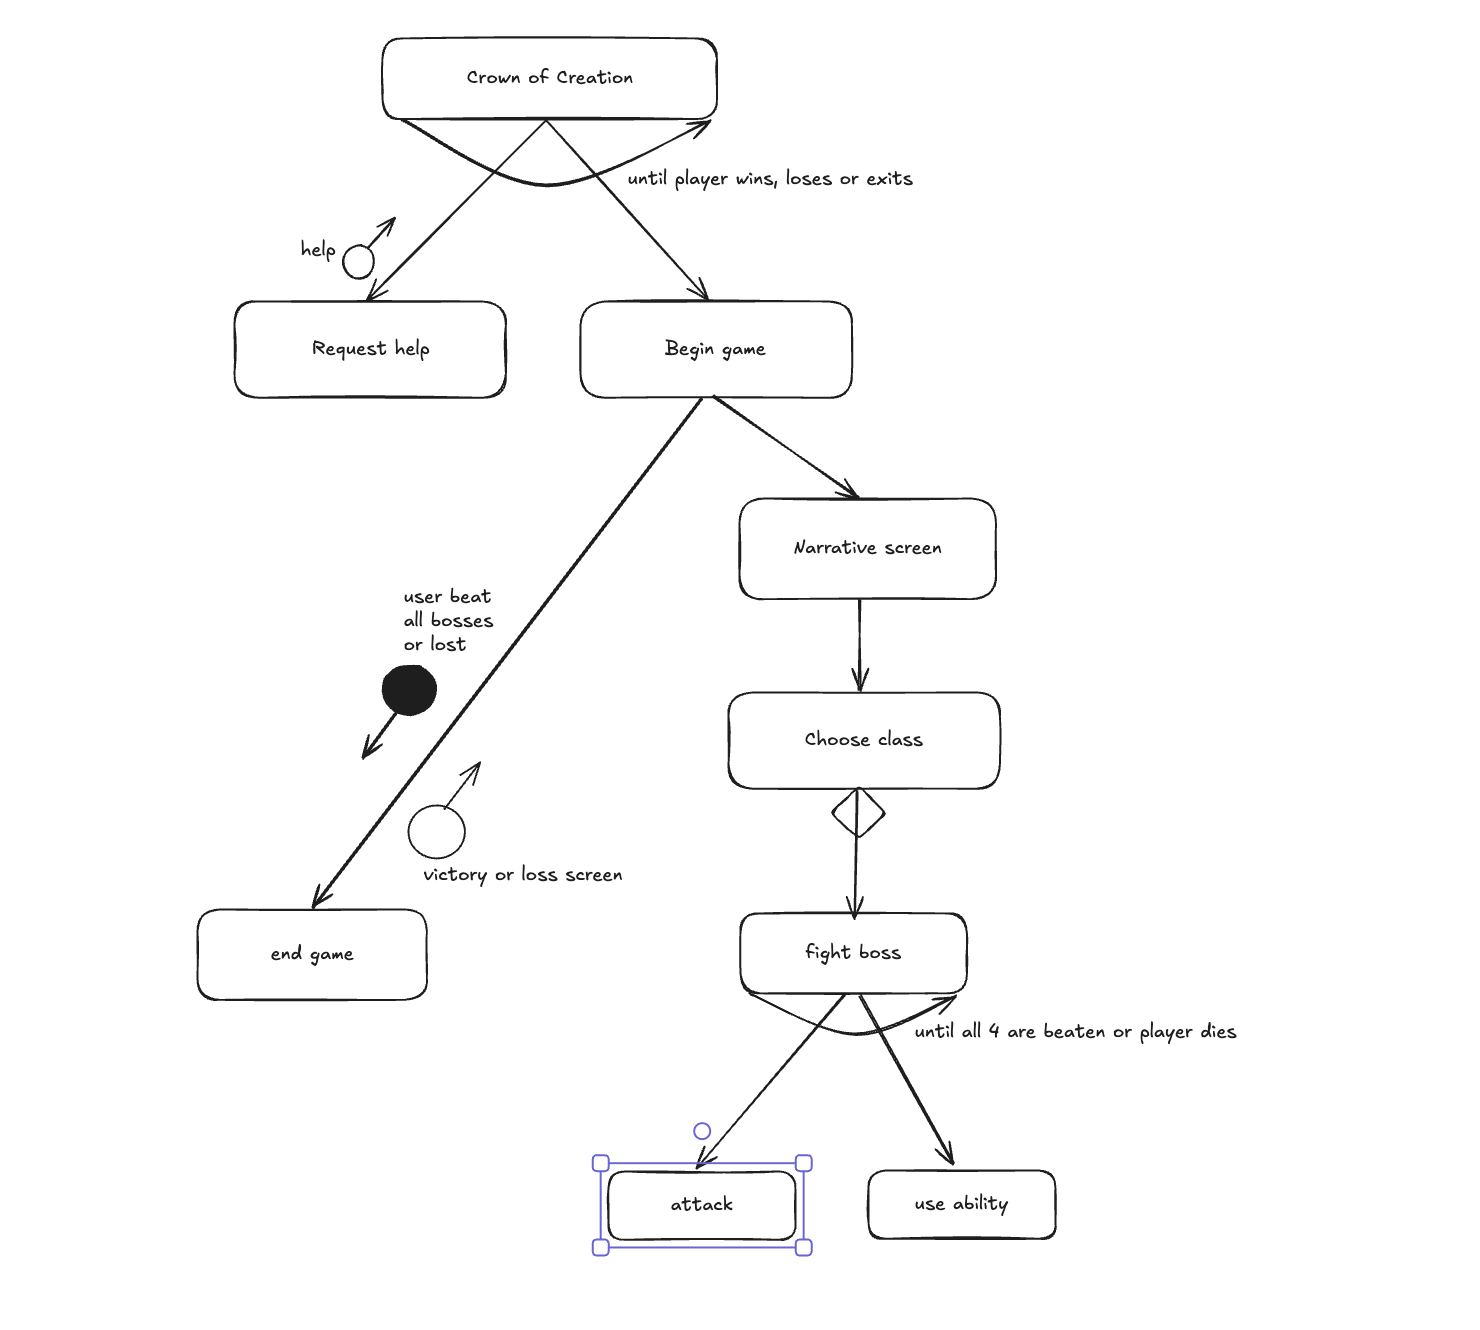 Crown of Creation
until player wins, loses or exits
help
Request help
Begin game
Narrative screen
user beat
all bosses
or lost
Choose class
victory or loss screen
end game
fight boss
until all 4 are beaten or player dies
attack
use ability